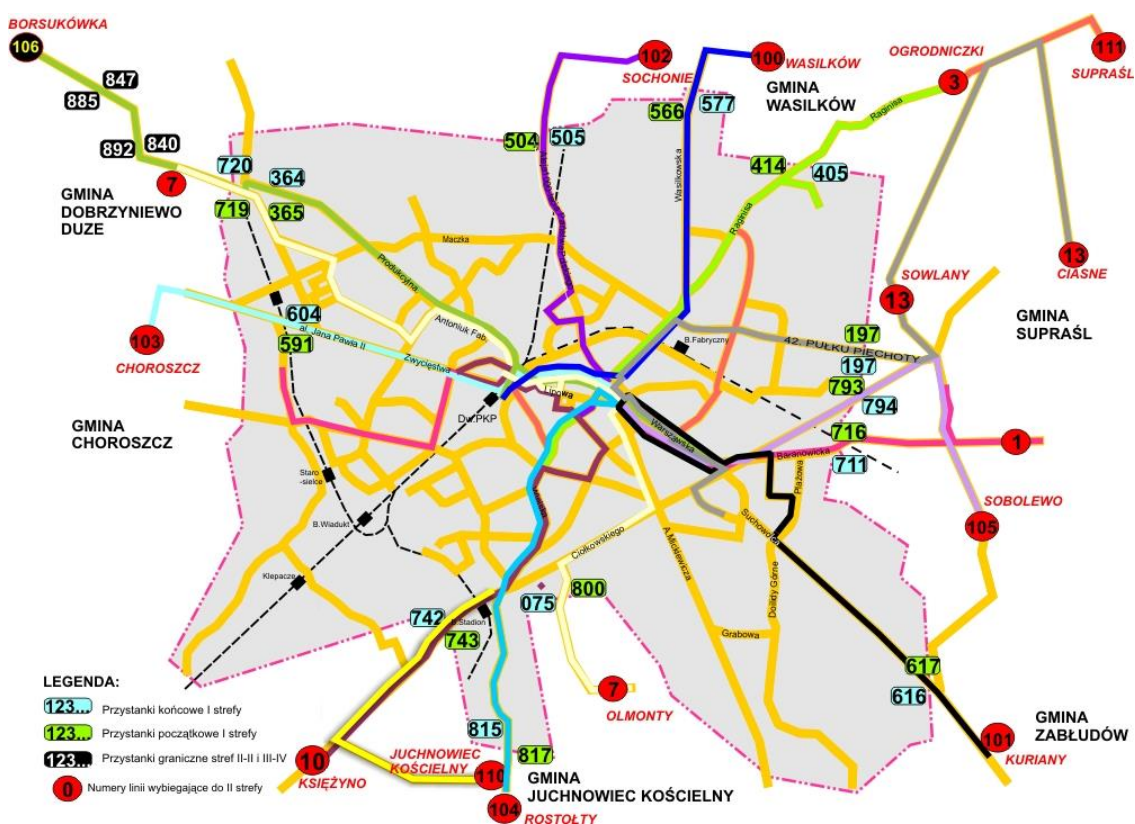 BORSUKÓWKA
106
847
885
892
840
7
720
364
719
365
GMINA
DOBRZYNIEWO
DUZE
102
SOCHONIE
504
505
100
WASILKÓW
GMINA
WASILKÓW
566
577
Wasilkowska
OGRODNICZKI
3
111
SUPRAŚL
Raginisa
414
405
Raginisa
Maczka
Produkcyjna
Antoniuk Fab.
604
al. Jana Pawła II
591
Zwycięstwa
103
CHOROSZCZ
GMINA
CHOROSZCZ
SOWLANY
13
13
CIASNE
GMINA
SUPRAŚL
B.Fabryczny
42. PUŁKU PIECHOTY
197
197
793
794
Lipowa
Dw.PKP
Warszawska
716
711
Baranowicka
1
Plażowa
Staro
-sielce
B.Wiadukt
Klepacze
SOBOLEWO
105
Suchowolca
Ciołkowskiego
A.Mickiewicza
Dojlidy Górne
Grabowa
075
800
742
743
B.Stadion
7
OLMONTY
617
616
101
KURIANY
GMINA
ZABŁUDÓW
815
817
10
KSIĘŻYNO
JUCHNOWIEC
KOŚCIELNY
110
104
ROSTOŁTY
GMINA
JUCHNOWIEC KOŚCIELNY
LEGENDA:
123... Przystanki końcowe I strefy
123... Przystanki początkowe I strefy
123... Przystanki graniczne stref II-II i III-IV
0 Numery linii wybiegające do II strefy